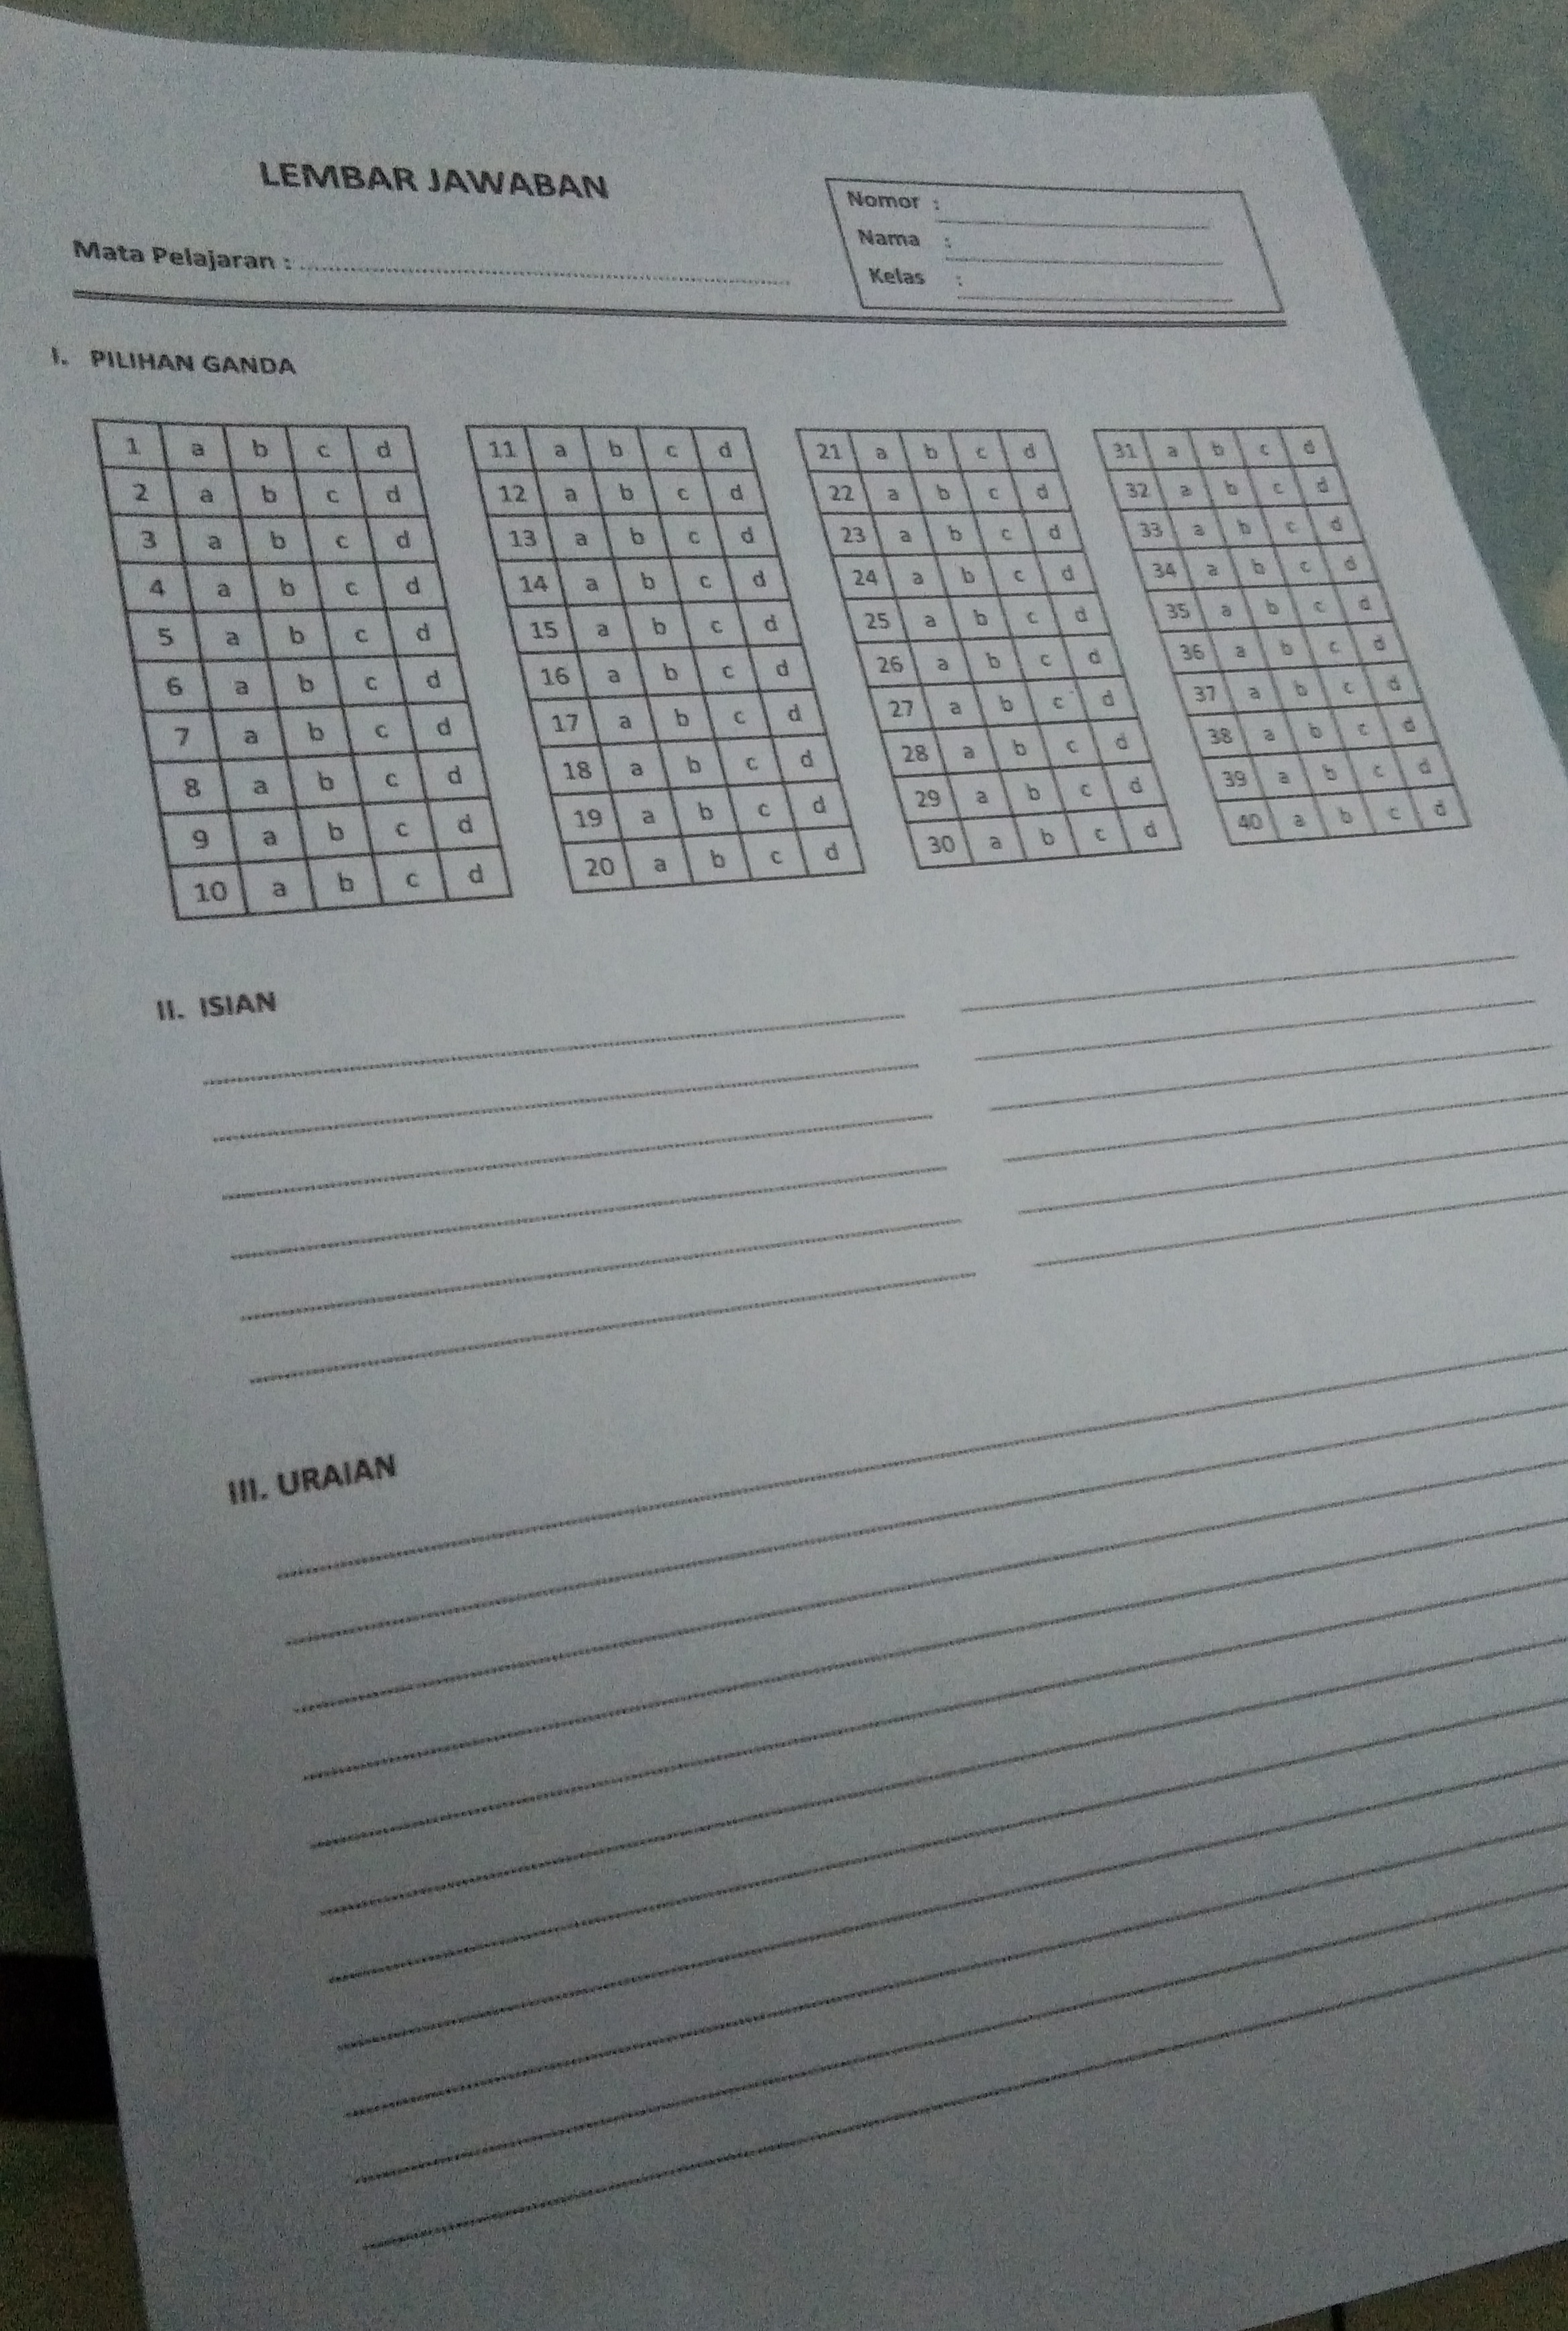 LEMBAR JAWABAN
Nomor :
Mata Pelajaran :
Nama :
Kelas :
I. PILIHAN GANDA
1 a b c d 11 a b c d 21 a b c d 31 a b c d
2 a b c d 12 a b c d 22 a b c d 32 a b c d
3 a b c d 13 a b c d 23 a b c d 33 a b c d
4 a b c d 14 a b c d 24 a b c d 34 a b c d
5 a b c d 15 a b c d 25 a b c d 35 a b c d
6 a b c d 16 a b c d 26 a b c d 36 a b c d
7 a b c d 17 a b c d 27 a b c d 37 a b c d
8 a b c d 18 a b c d 28 a b c d 38 a b c d
9 a b c d 19 a b c d 29 a b c d 39 a b c d
10 a b c d 20 a b c d 30 a b c d 40 a b c d
II. ISIAN
III. URAIAN